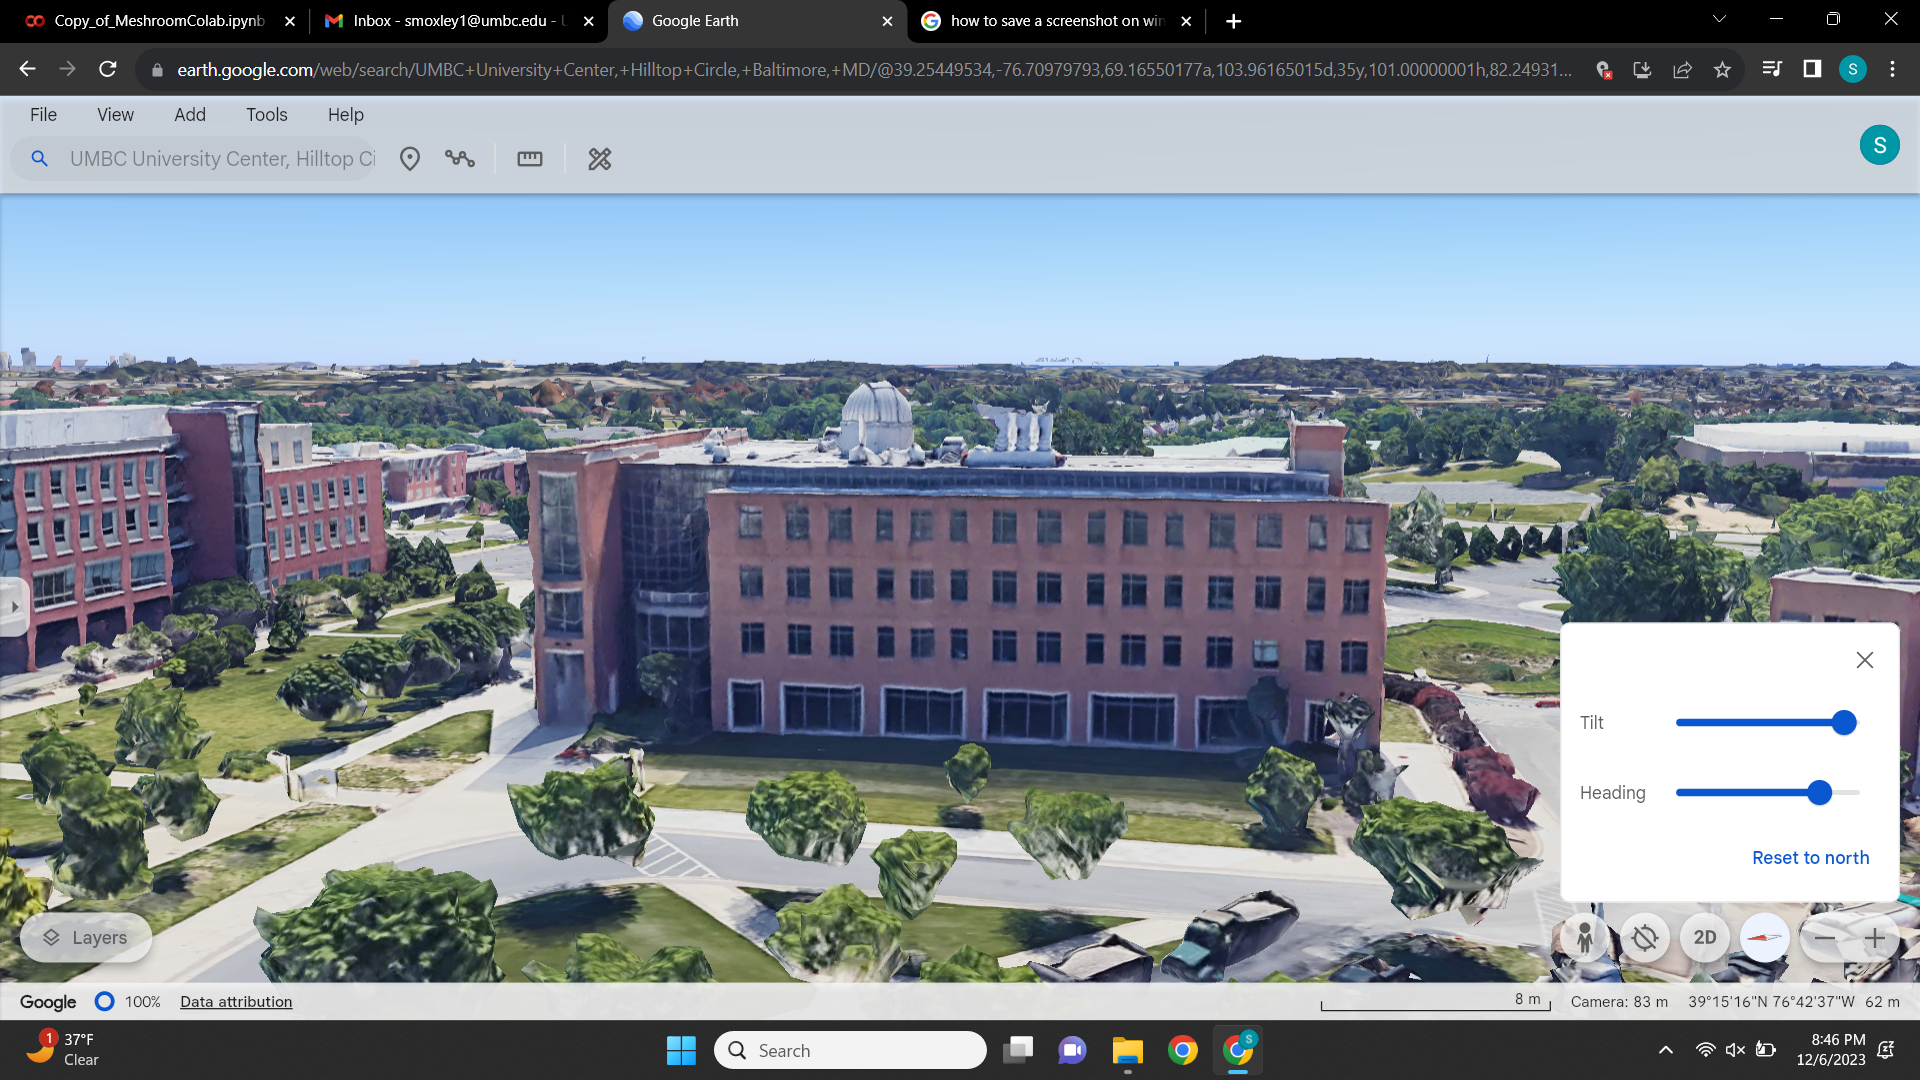 Copy_of_MeshroomColab.ipynb
Inbox - smoxley1@umbc.edu - U
Google Earth
how to save a screenshot on win
earth.google.com/web/search/UMBC+University+Center,+Hilltop+Circle,+Baltimore,+MD/@39.25449534,-76.70979793,69.16550177a,103.96165015d,35y,101.00000001h,82.24931...
S
File View Add Tools Help
UMBC University Center, Hilltop Ci
S
Tilt
Heading
Reset to north
Layers
2D
Google 100% Data attribution
8 m
Camera: 83 m 39°15'16"N 76°42'37"W 62 m
1
37°F
Clear
Search
S
8:46 PM
12/6/2023